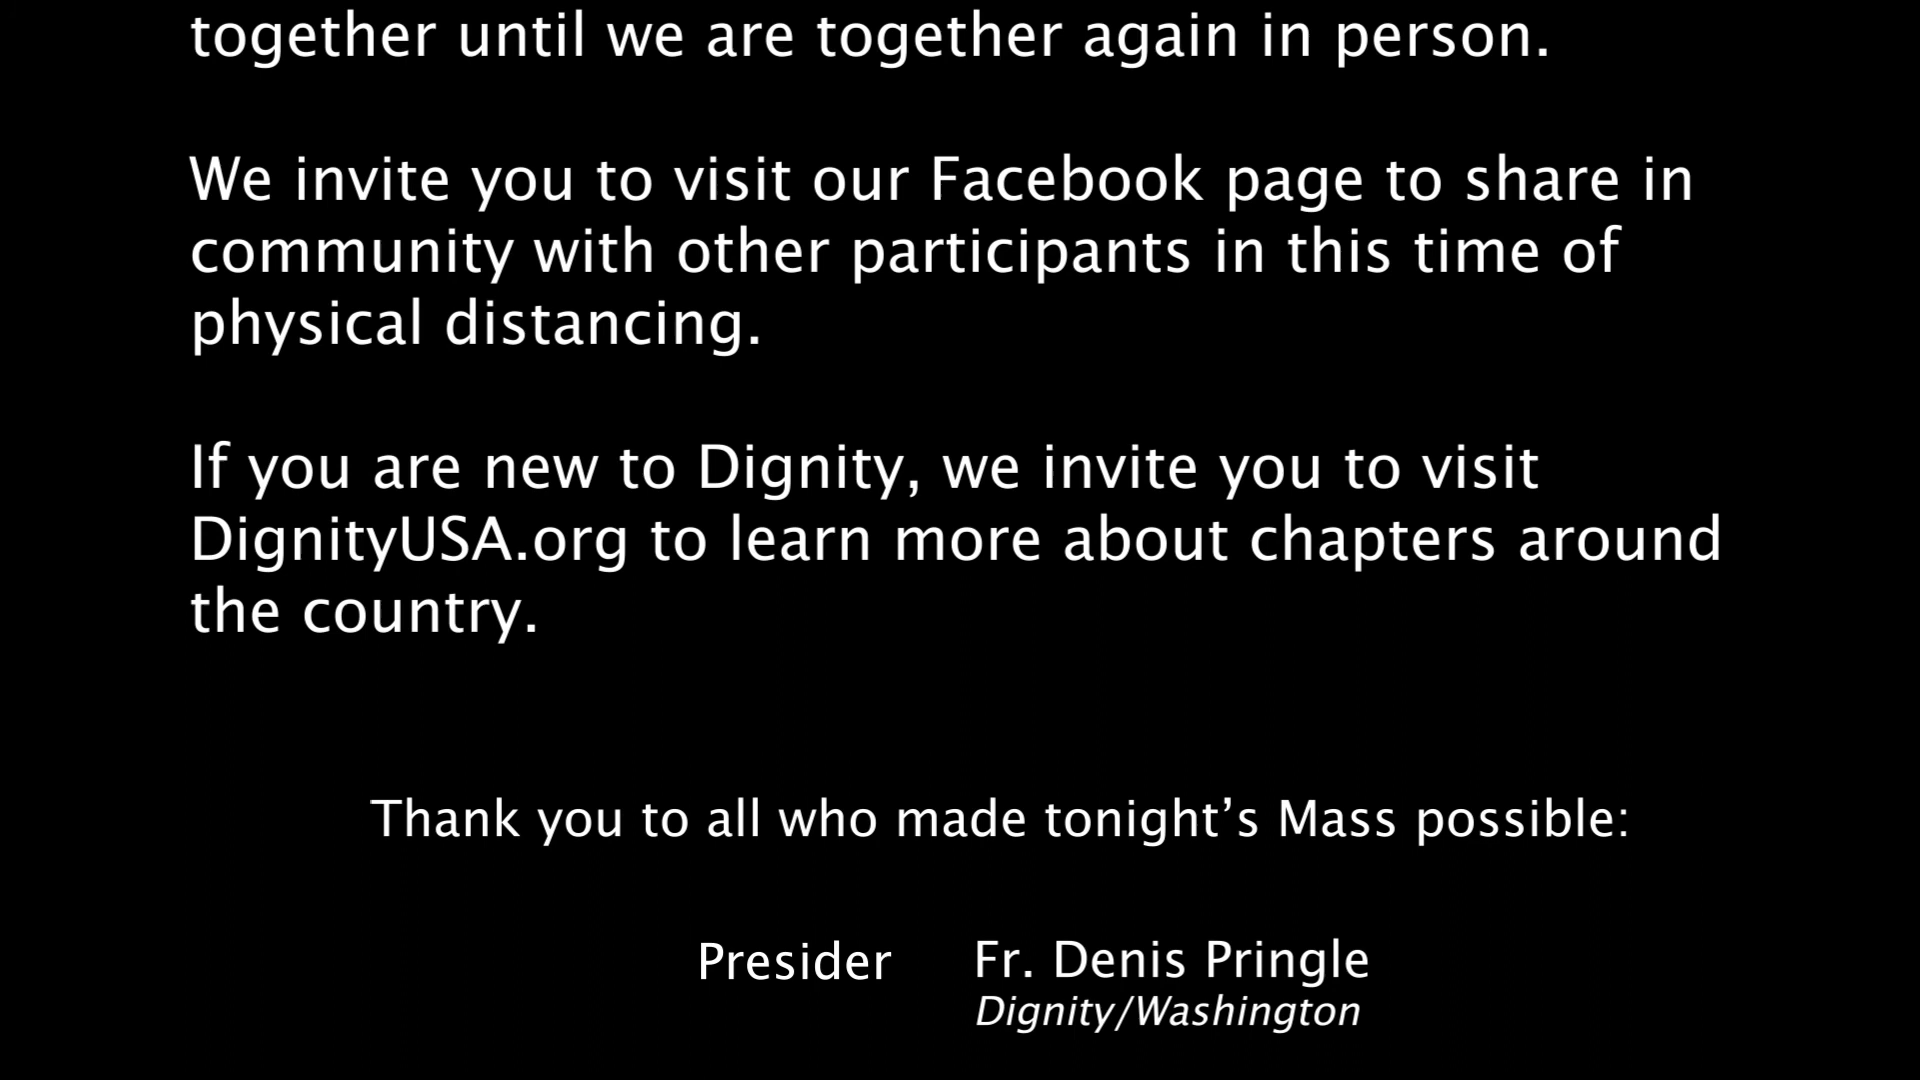 together until we are together again in person.
We invite you to visit our Facebook page to share in
community with other participants in this time of
physical distancing.
If you are new to Dignity, we invite you to visit
DignityUSA.org to learn more about chapters around
the country.
Thank you to all who made tonight’s Mass possible:
Presider Fr. Denis Pringle
Dignity/Washington